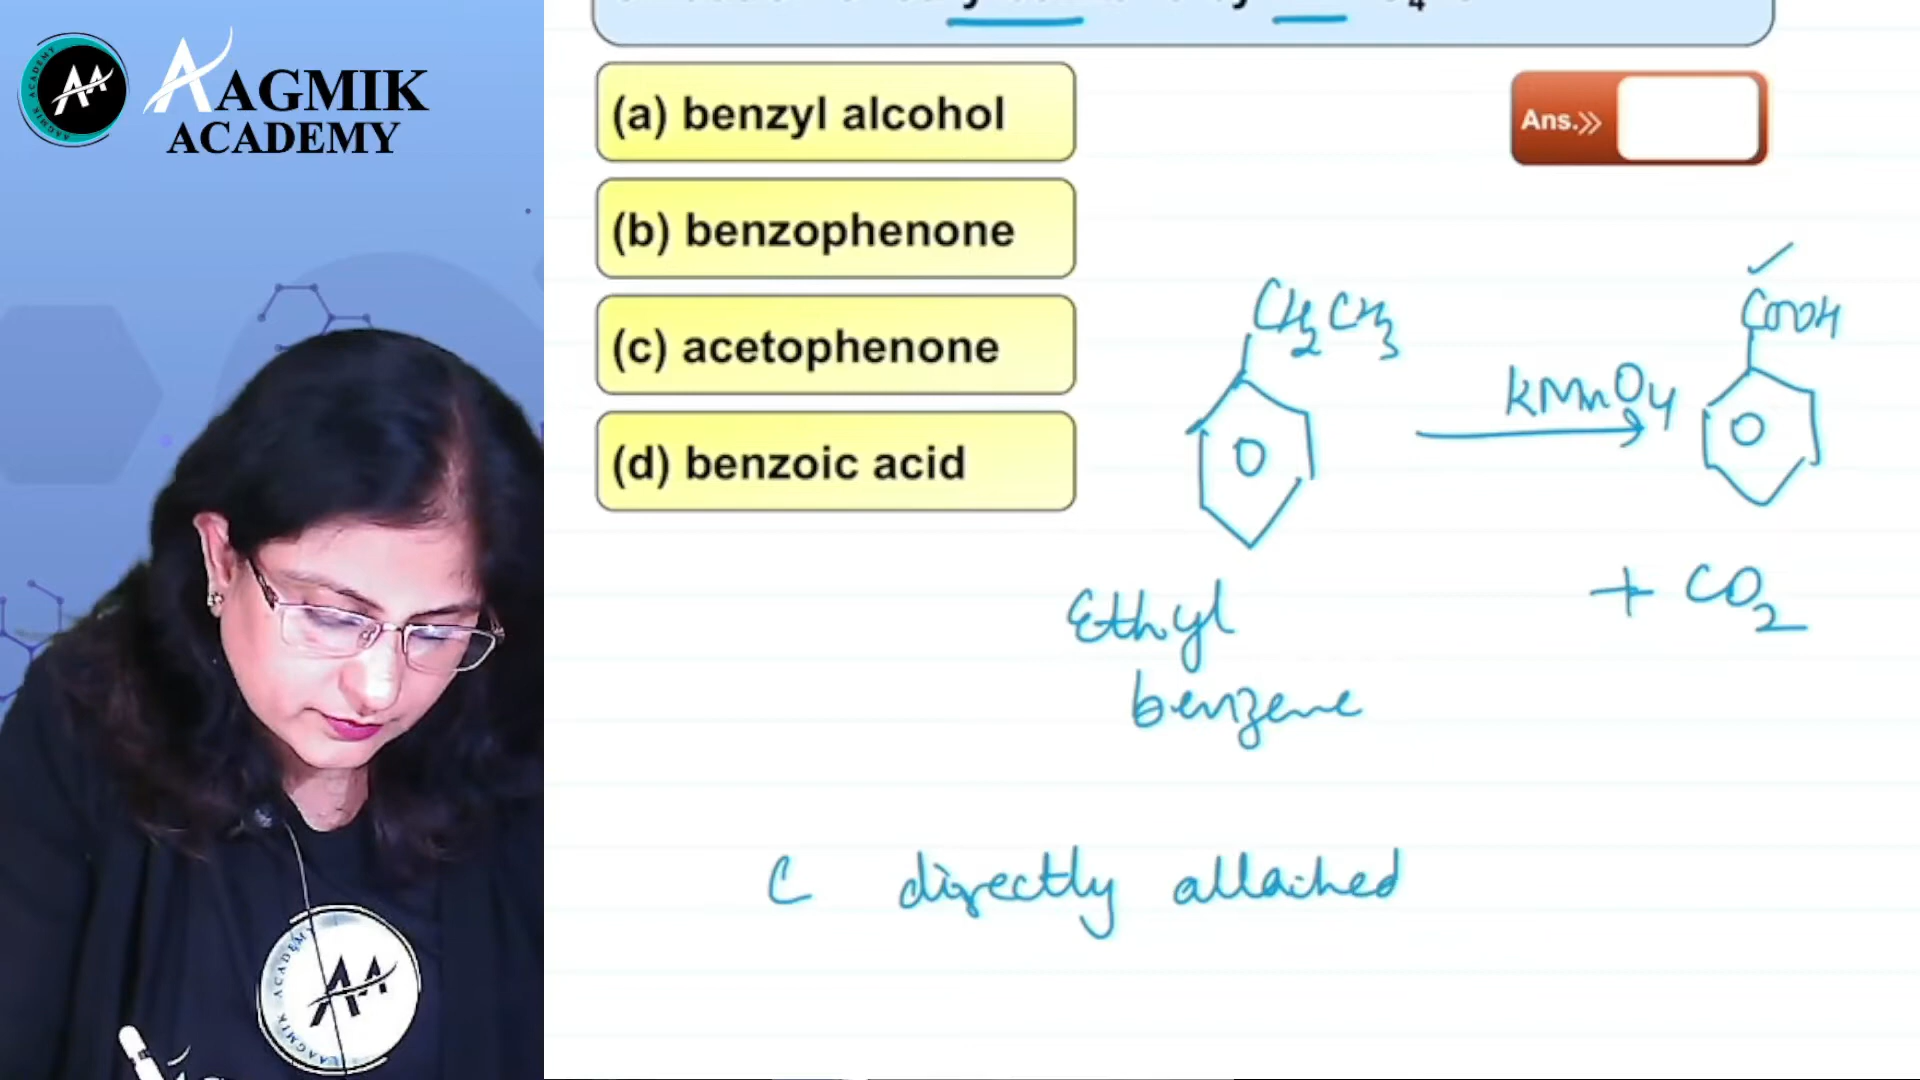 AAGMIK
ACADEMY
(a) benzyl alcohol
(b) benzophenone
(c) acetophenone
(d) benzoic acid
Ans.>>
CH2CH3
KMnO4
COOH
+ CO2
Ethyl
benzene
C directly attached